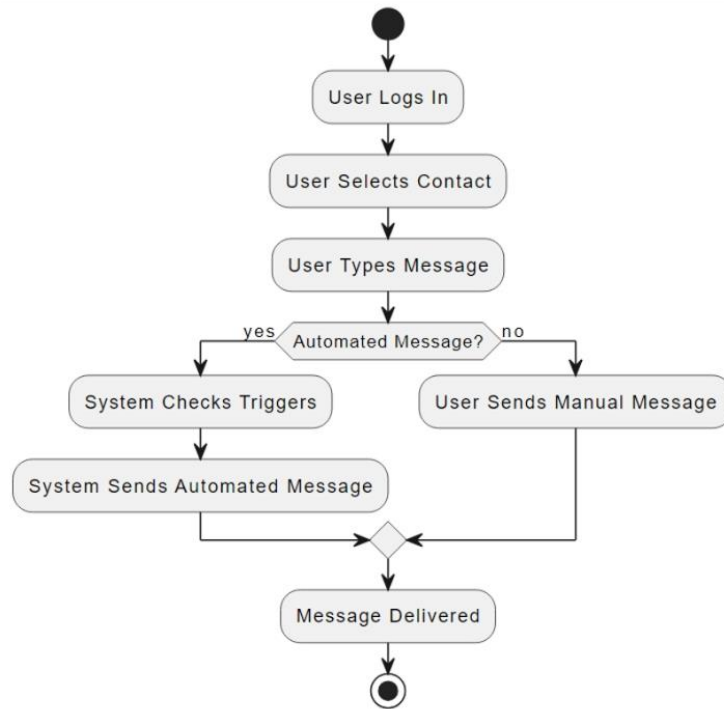 User Logs In
User Selects Contact
User Types Message
yes
Automated Message?
no
System Checks Triggers
User Sends Manual Message
System Sends Automated Message
Message Delivered